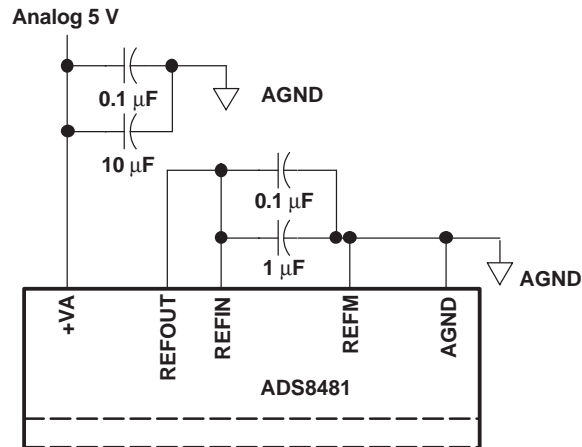 Analog 5 V
0.1 μF
AGND
10 μF
0.1 μF
1 μF
AGND
+VA
REFOUT
REFIN
REFM
AGND
ADS8481